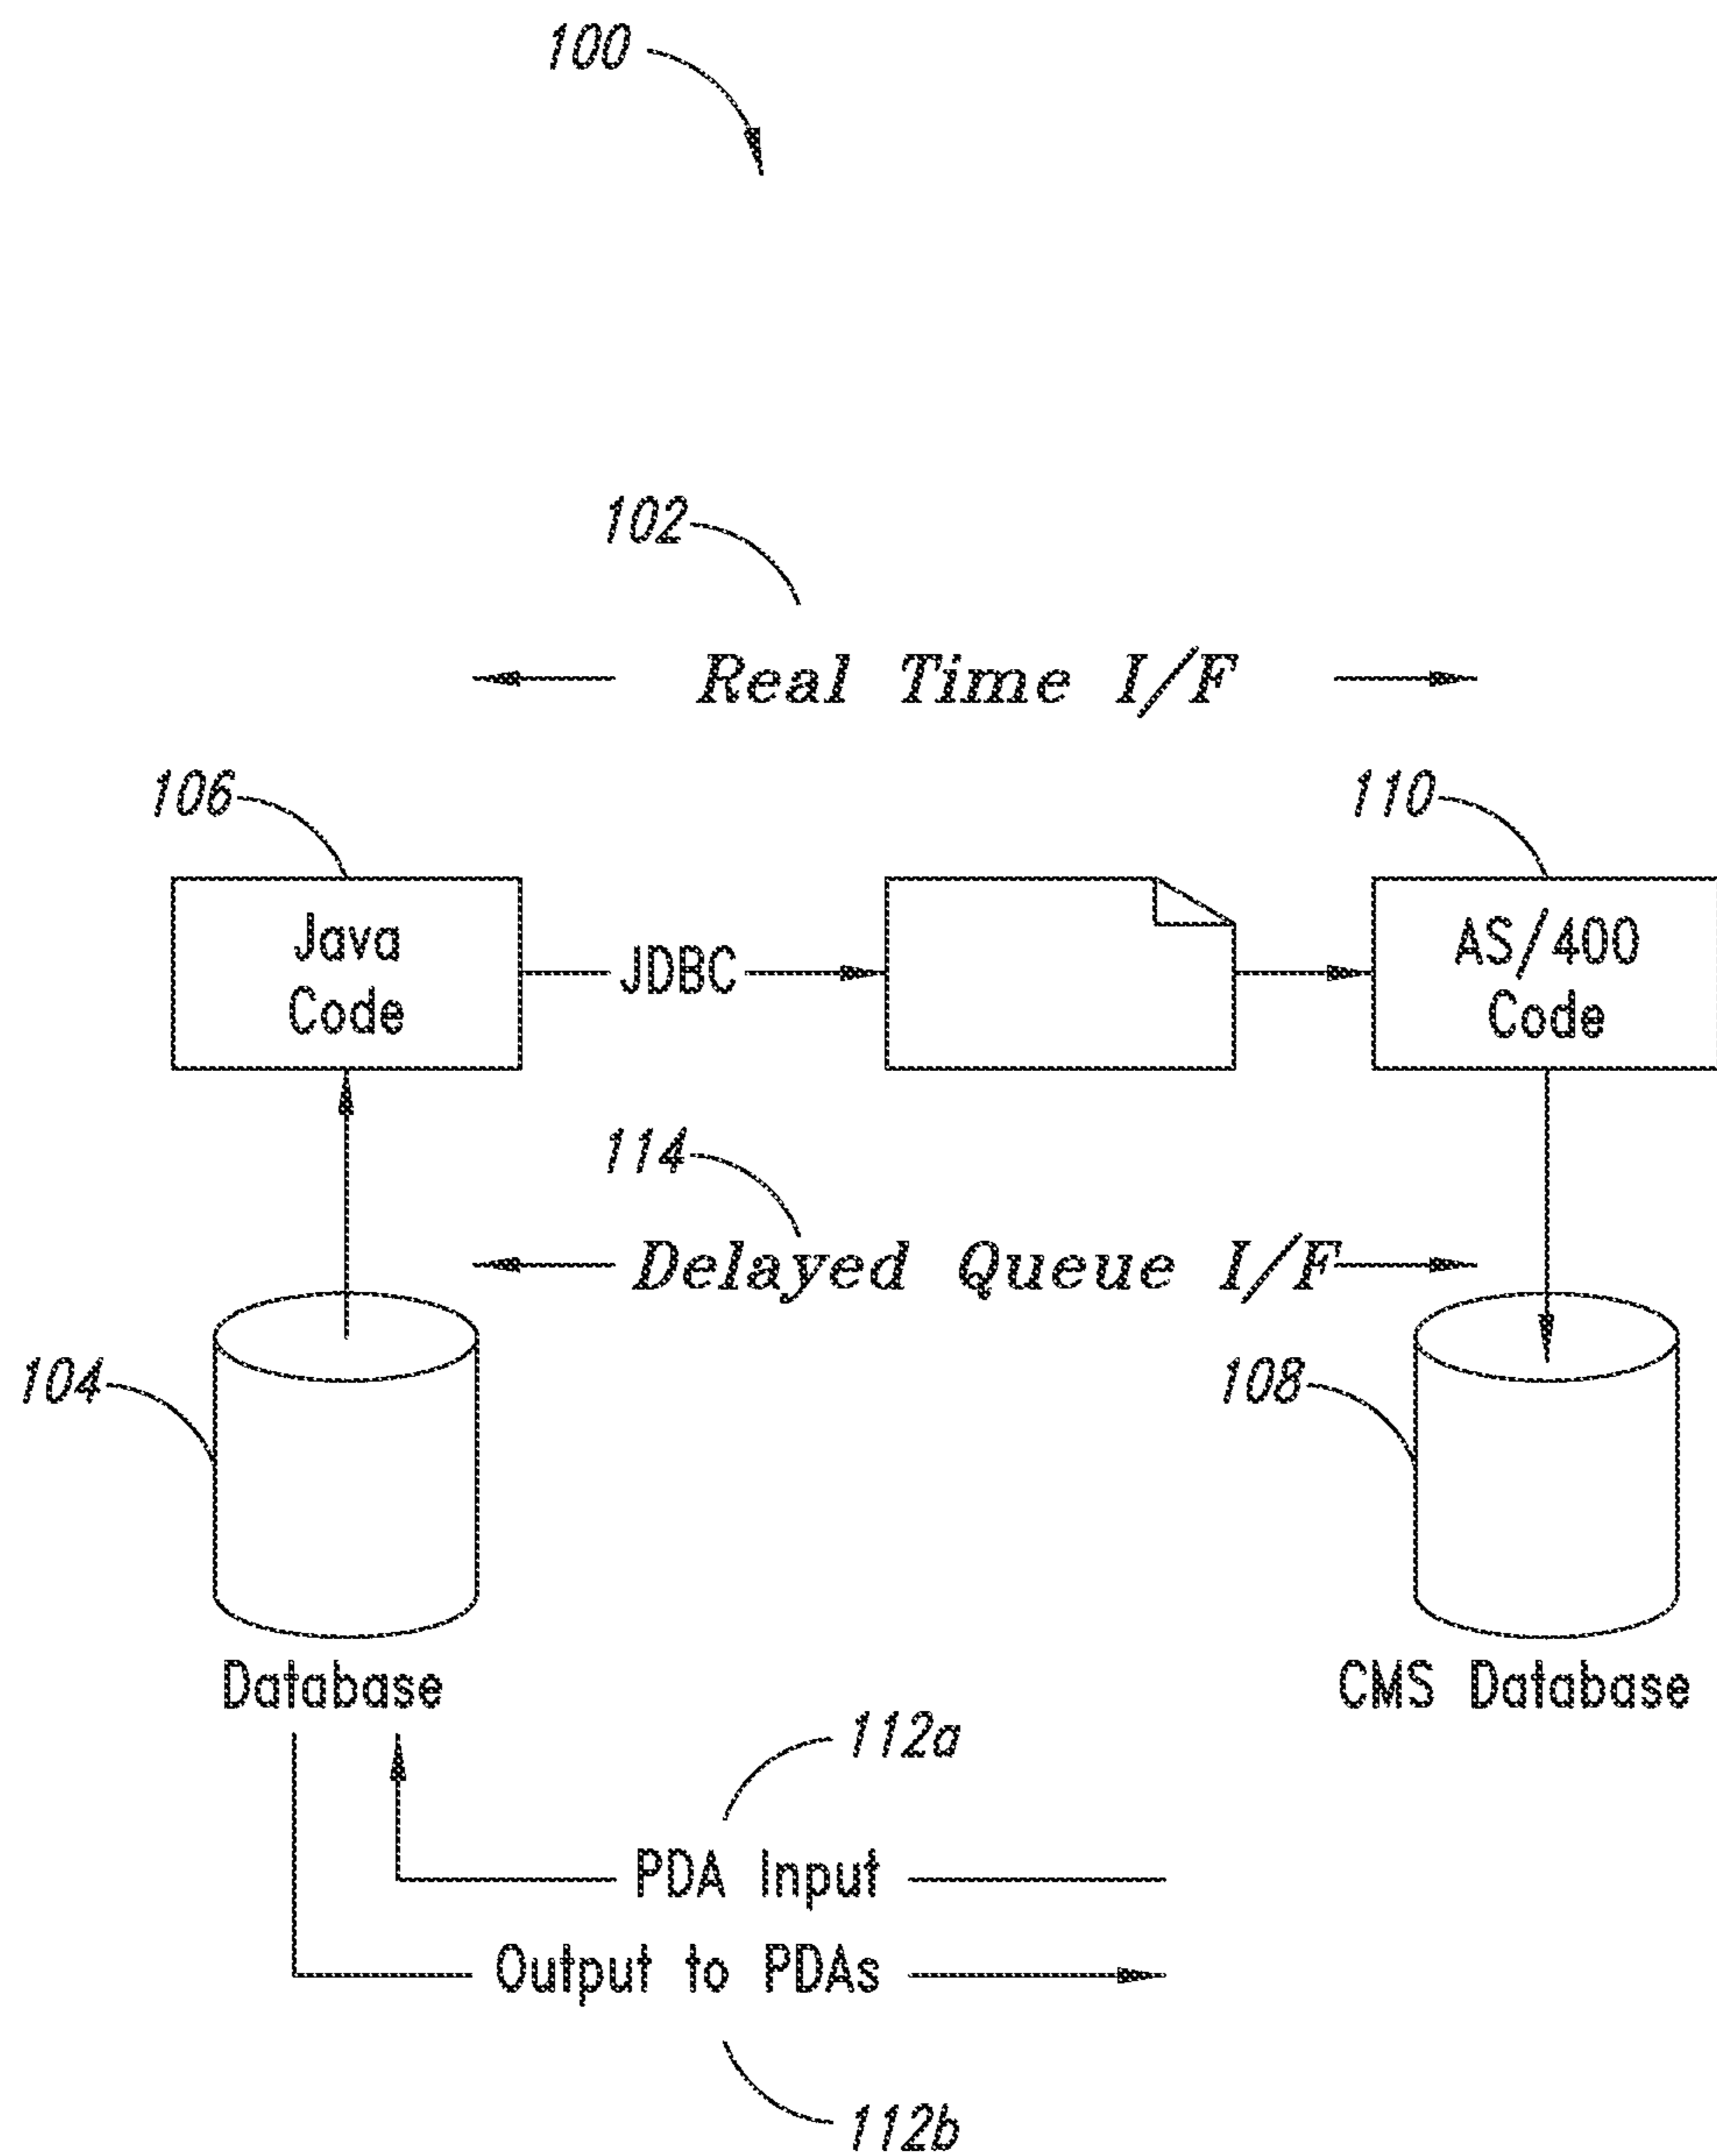 100
102
Real Time I/F
106
110
Java
Code
JDBC
AS/400
Code
114
Delayed Queue I/F
104
108
Database
CMS Database
112a
PDA Input
Output to PDAs
112b